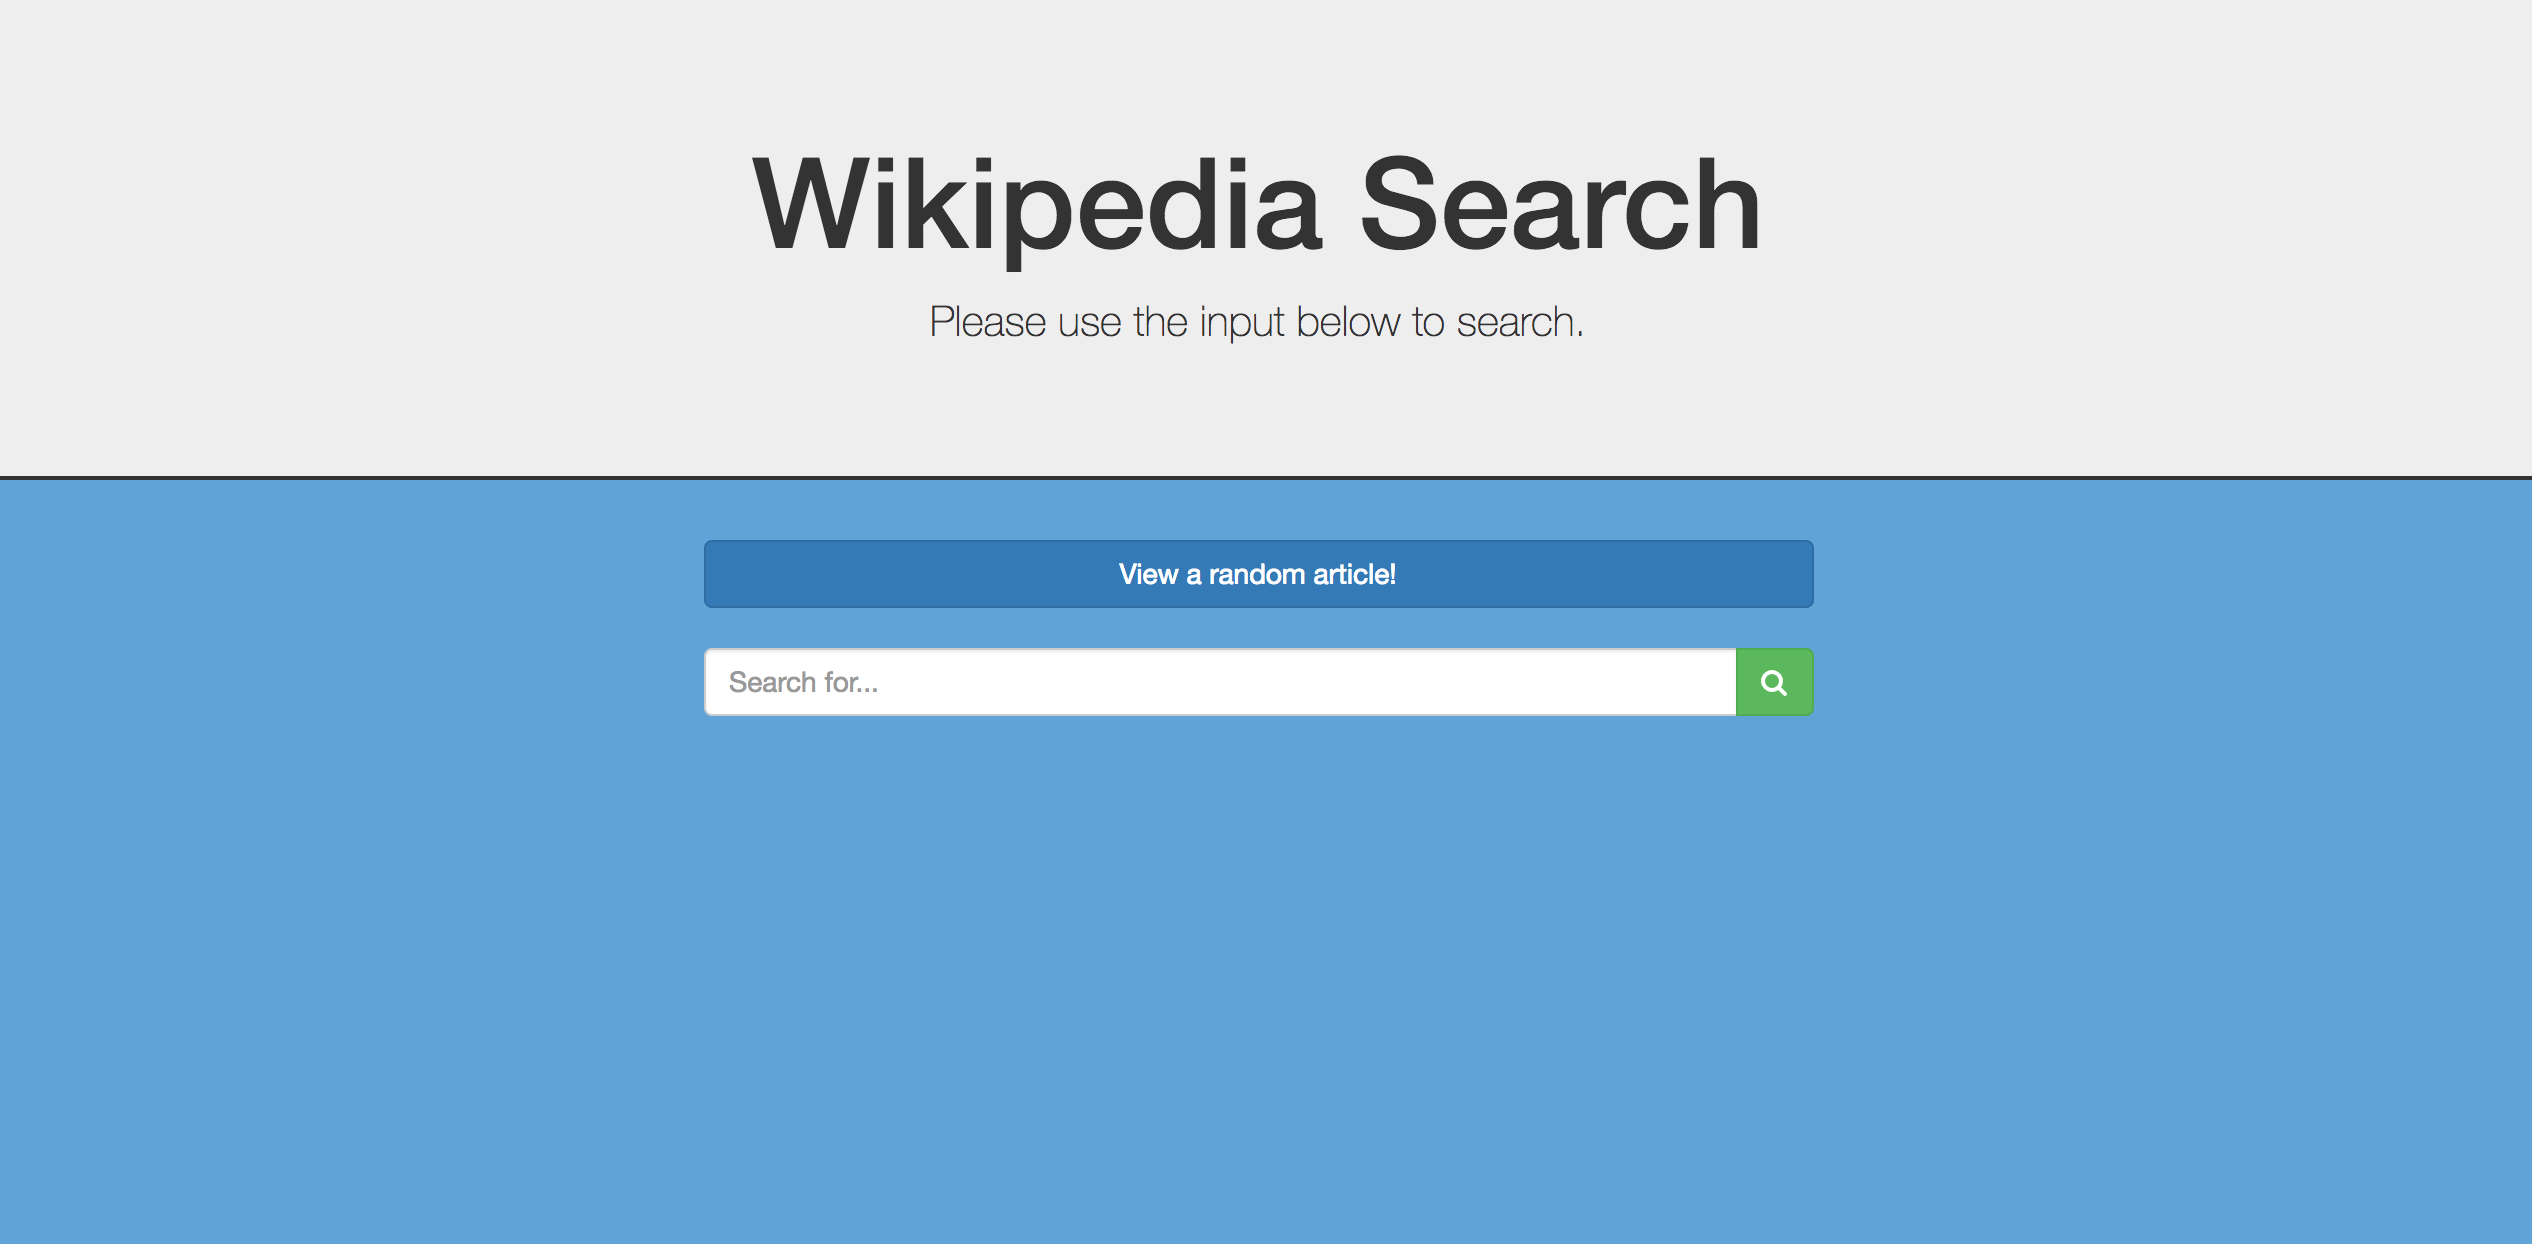 Wikipedia Search
Please use the input below to search.
View a random article!
Search for...